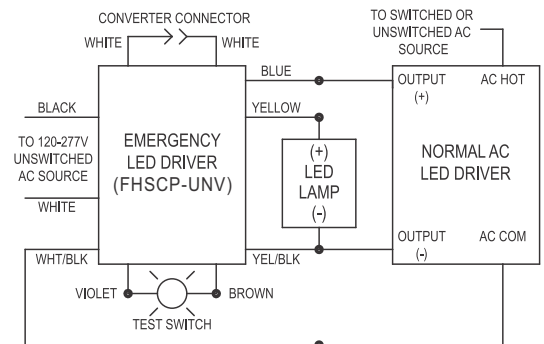 CONVERTER CONNECTOR
WHITE
WHITE
TO SWITCHED OR
UNSWITCHED AC
SOURCE
BLUE
OUTPUT
(+)
AC HOT
BLACK
YELLOW
TO 120-277V
UNSWITCHED
AC SOURCE
EMERGENCY
LED DRIVER
(FHSCP-UNV)
(+)
LED
LAMP
(-)
NORMAL AC
LED DRIVER
WHITE
OUTPUT
(-)
AC COM
WHT/BLK
YEL/BLK
VIOLET
BROWN
TEST SWITCH